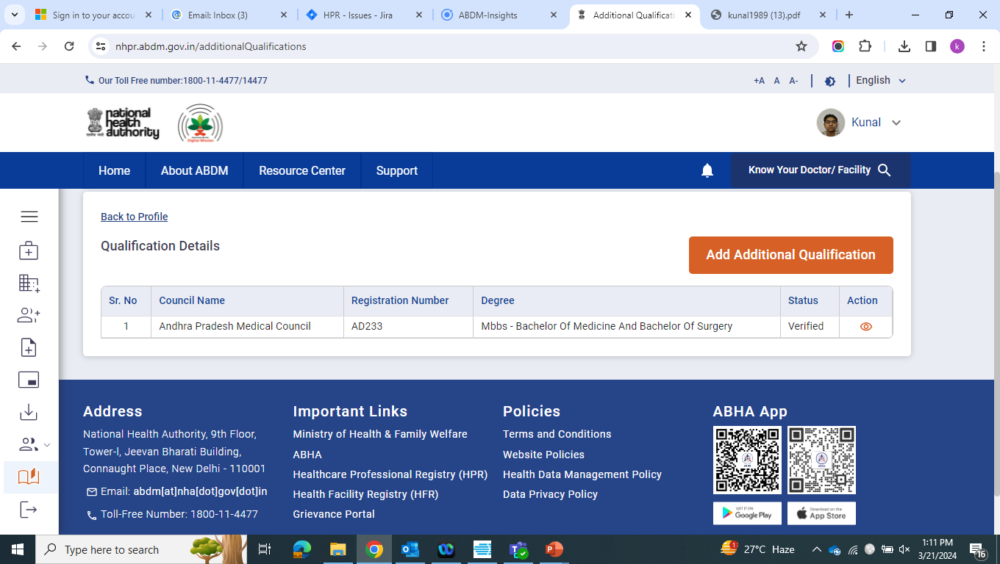 Sign in to your accou
Email: Inbox (3)
HPR - Issues - Jira
ABDM-Insights
Additional Qualificati
kunal1989 (13).pdf
nhpr.abdm.gov.in/additionalQualifications
k
Our Toll Free number:1800-11-4477/14477
+A A A-
English
national
health
authority
Digital Mission
Kunal
Home
About ABDM
Resource Center
Support
Know Your Doctor/ Facility
Back to Profile
Qualification Details
Add Additional Qualification
Sr. No Council Name Registration Number Degree Status Action
1 Andhra Pradesh Medical Council AD233 Mbbs - Bachelor Of Medicine And Bachelor Of Surgery Verified
Address
National Health Authority, 9th Floor,
Tower-l, Jeevan Bharati Building,
Connaught Place, New Delhi - 110001
Email: abdm[at]nha[dot]gov[dot]in
Toll-Free Number: 1800-11-4477
Important Links
Ministry of Health & Family Welfare
ABHA
Healthcare Professional Registry (HPR)
Health Facility Registry (HFR)
Grievance Portal
Policies
Terms and Conditions
Website Policies
Health Data Management Policy
Data Privacy Policy
ABHA App
GET IT ON
Google Play
Download on the
App Store
Type here to search
1
27°C Haze
1:11 PM
3/21/2024
16